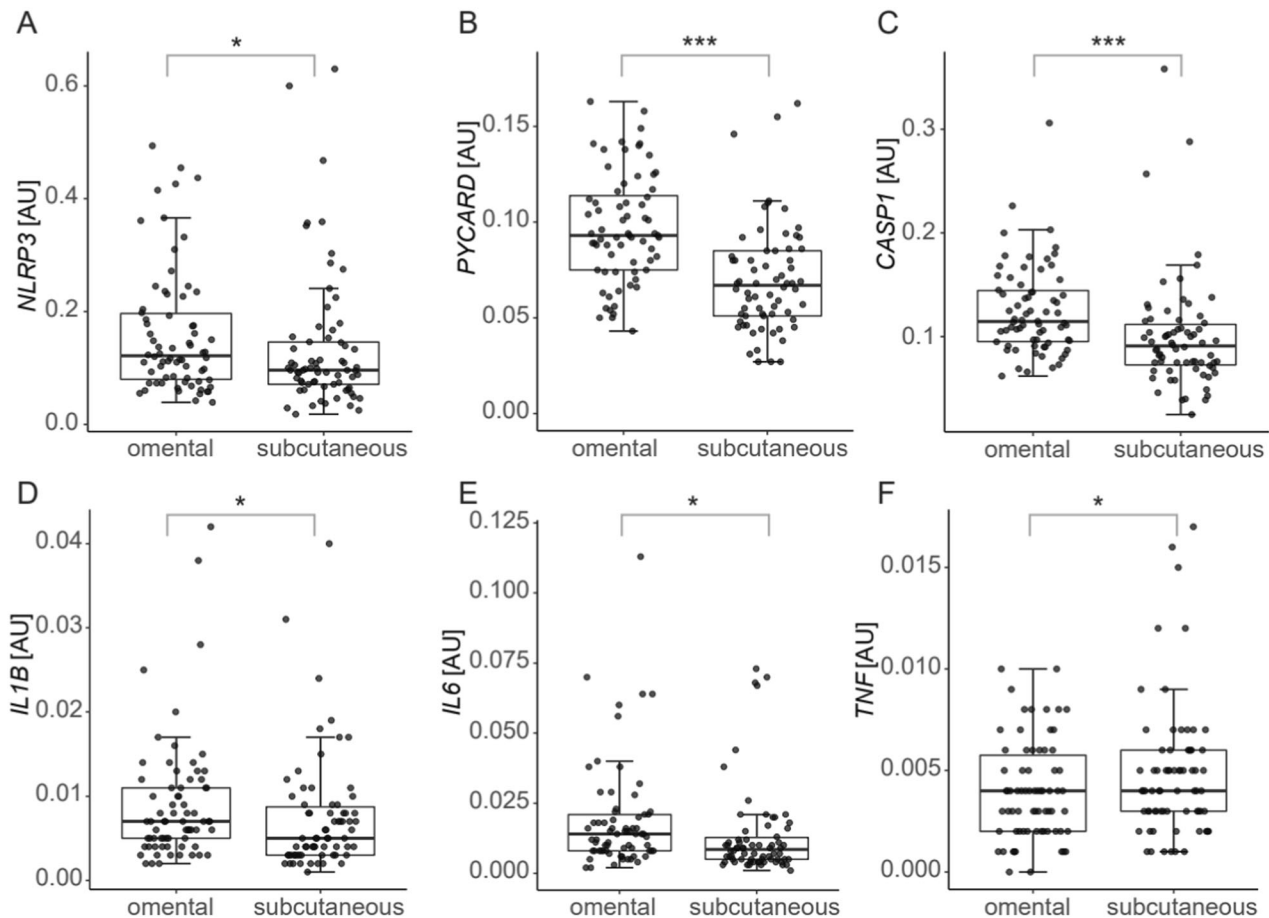 A
*
NLRP3 [AU]
0.6
0.4
0.2
0.0
omental subcutaneous
B
***
PYCARD [AU]
0.15
0.10
0.05
0.00
omental subcutaneous
C
***
CASP1 [AU]
0.3
0.2
0.1
omental subcutaneous
D
*
IL1B [AU]
0.04
0.03
0.02
0.01
0.00
omental subcutaneous
E
*
IL6 [AU]
0.125
0.100
0.075
0.050
0.025
0.000
omental subcutaneous
F
*
TNF [AU]
0.015
0.010
0.005
0.000
omental subcutaneous